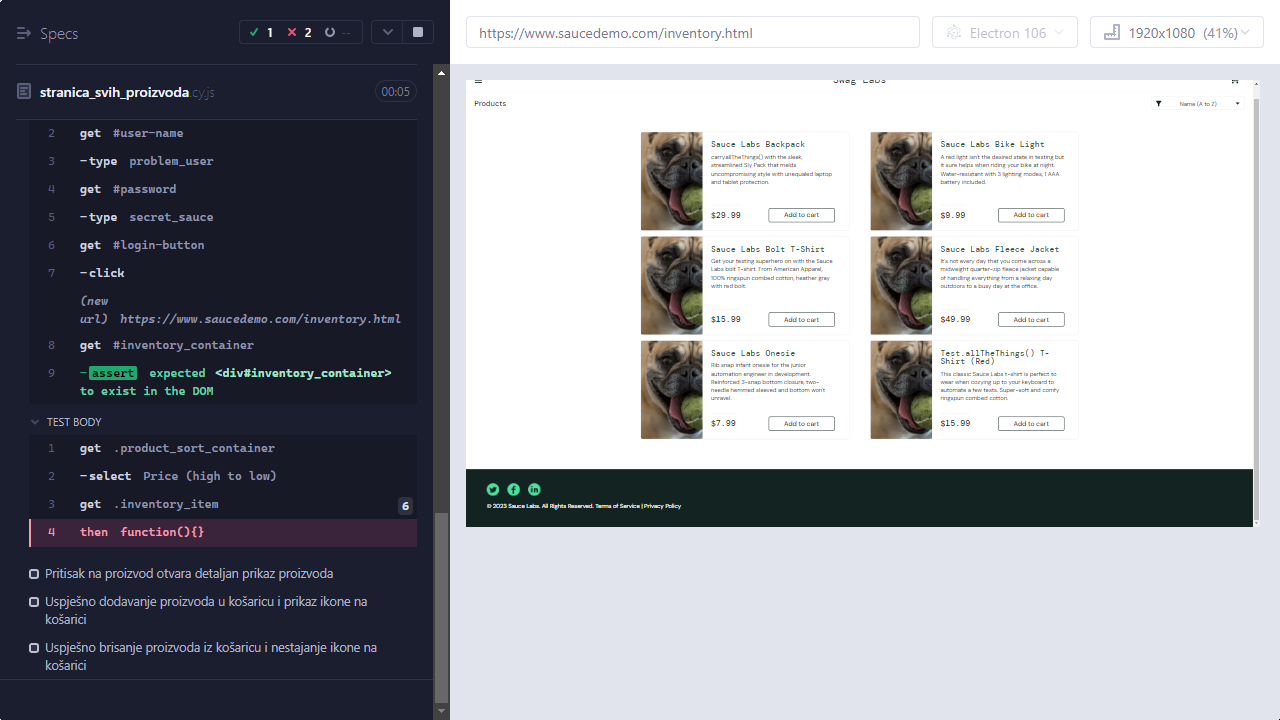 Specs
1
2
--
stranica_svih_proizvoda.cy.js
00:05
2 get #user-name
3 -type problem_user
4 get #password
5 -type secret_sauce
6 get #login-button
7 -click
(new
url) https://www.saucedemo.com/inventory.html
8 get #inventory_container
9 -assert expected <div#inventory_container>
to exist in the DOM
TEST BODY
1 get .product_sort_container
2 -select Price (high to low)
3 get .inventory_item 6
4 then function(){}
Pritisak na proizvod otvara detaljan prikaz proizvoda
Uspješno dodavanje proizvoda u košaricu i prikaz ikone na
košarici
Uspješno brisanje proizvoda iz košaricu i nestajanje ikone na
košarici
https://www.saucedemo.com/inventory.html
Electron 106
1920x1080 (41%)
Swag Labs
Products
Name (A to Z)
Sauce Labs Backpack
carry.allTheThings() with the sleek,
streamlined Sly Pack that melds
uncompromising style with unequaled laptop
and tablet protection.
$29.99
Add to cart
Sauce Labs Bike Light
A red light isn't the desired state in testing but
it sure helps when riding your bike at night.
Water-resistant with 3 lighting modes, 1 AAA
battery included.
$9.99
Add to cart
Sauce Labs Bolt T-Shirt
Get your testing superhero on with the Sauce
Labs bolt T-shirt. From American Apparel,
100% ringspun combed cotton, heather gray
with red bolt.
$15.99
Add to cart
Sauce Labs Fleece Jacket
It's not every day that you come across a
midweight quarter-zip fleece jacket capable
of handling everything from a relaxing day
outdoors to a busy day at the office.
$49.99
Add to cart
Sauce Labs Onesie
Rib snap infant onesie for the junior
automation engineer in development.
Reinforced 3-snap bottom closure, two-
needle hemmed sleeved and bottom won't
unravel.
$7.99
Add to cart
Test.allTheThings() T-
Shirt (Red)
This classic Sauce Labs t-shirt is perfect to
wear when cozying up to your keyboard to
automate a few tests. Super-soft and comfy
ringspun combed cotton.
$15.99
Add to cart
© 2023 Sauce Labs. All Rights Reserved. Terms of Service | Privacy Policy